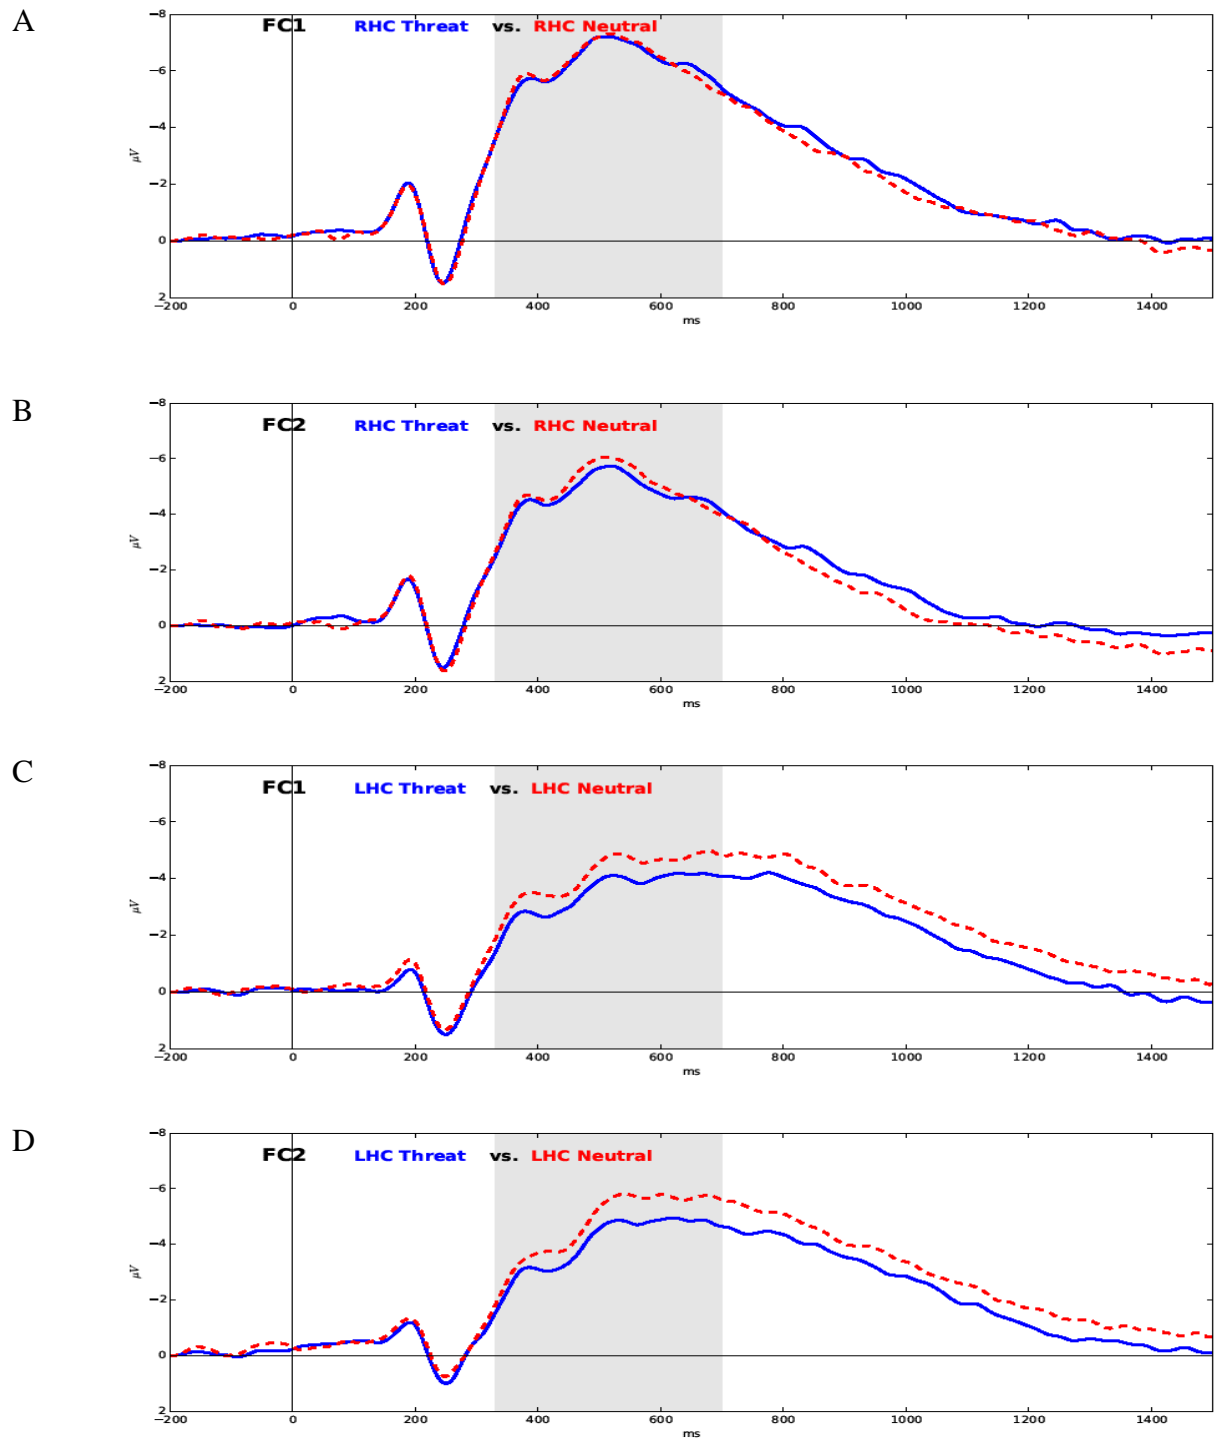 A
FC1 RHC Threat vs. RHC Neutral
−8
−6
−4
−2
0
2
μV
−200 0 200 400 600 800 1000 1200 1400
ms
B
FC2 RHC Threat vs. RHC Neutral
−8
−6
−4
−2
0
2
μV
−200 0 200 400 600 800 1000 1200 1400
ms
C
FC1 LHC Threat vs. LHC Neutral
−8
−6
−4
−2
0
2
μV
−200 0 200 400 600 800 1000 1200 1400
ms
D
FC2 LHC Threat vs. LHC Neutral
−8
−6
−4
−2
0
2
μV
−200 0 200 400 600 800 1000 1200 1400
ms